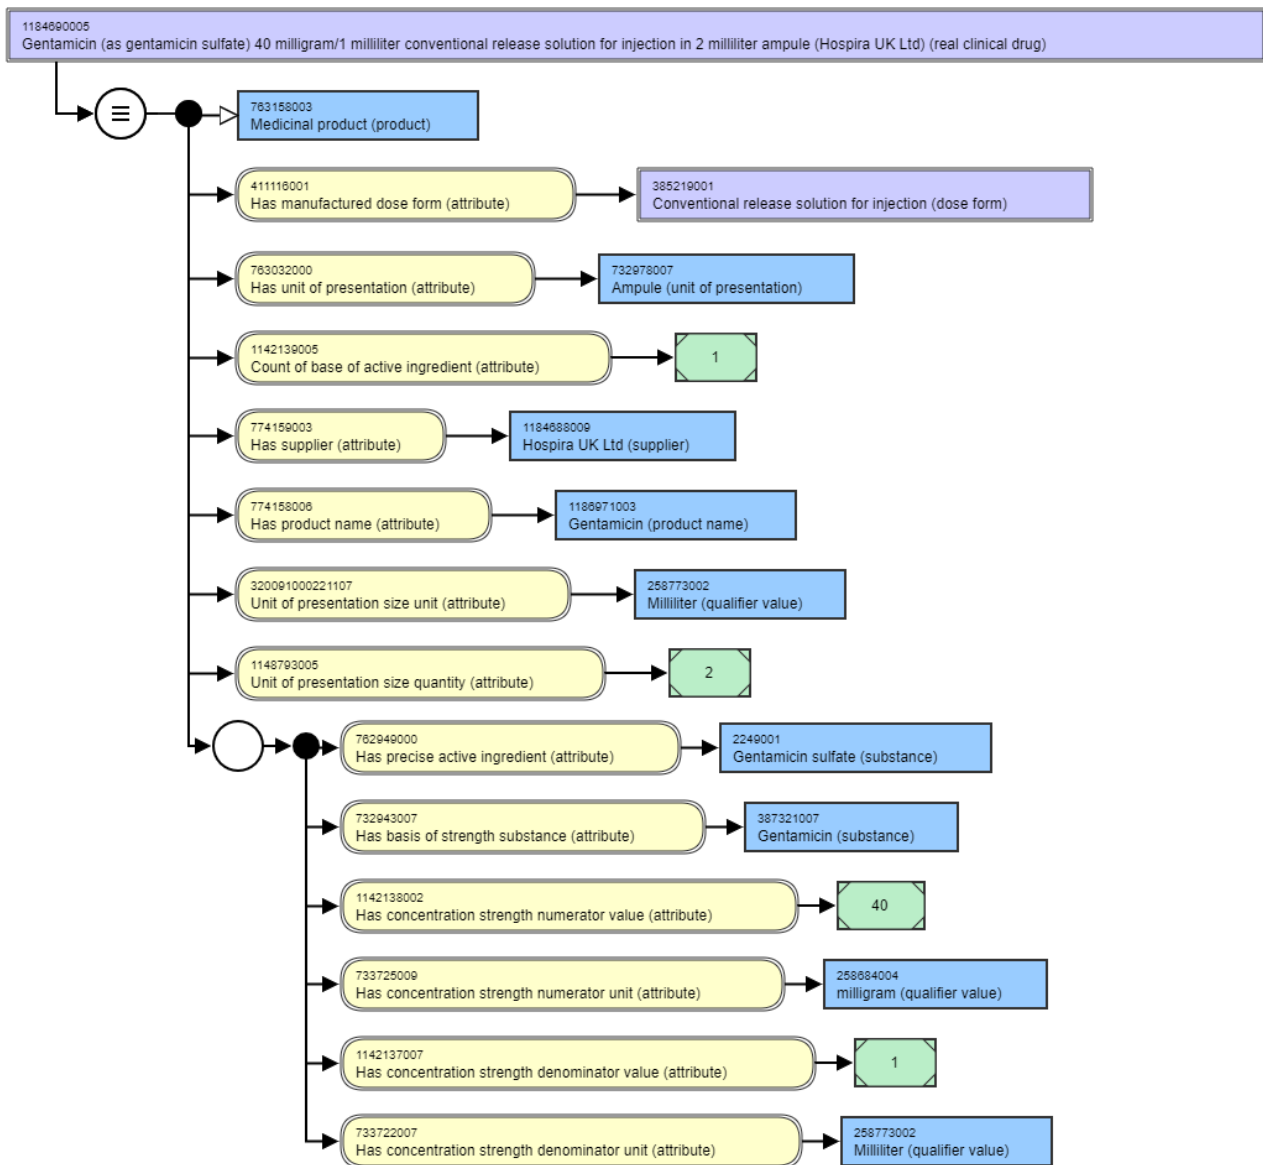 1184690005
Gentamicin (as gentamicin sulfate) 40 milligram/1 milliliter conventional release solution for injection in 2 milliliter ampule (Hospira UK Ltd) (real clinical drug)
763158003
Medicinal product (product)
411116001
Has manufactured dose form (attribute)
385219001
Conventional release solution for injection (dose form)
763032000
Has unit of presentation (attribute)
732978007
Ampule (unit of presentation)
1142139005
Count of base of active ingredient (attribute)
1
774159003
Has supplier (attribute)
1184688009
Hospira UK Ltd (supplier)
774158006
Has product name (attribute)
1186971003
Gentamicin (product name)
320091000221107
Unit of presentation size unit (attribute)
258773002
Milliliter (qualifier value)
1148793005
Unit of presentation size quantity (attribute)
2
762949000
Has precise active ingredient (attribute)
2249001
Gentamicin sulfate (substance)
732943007
Has basis of strength substance (attribute)
387321007
Gentamicin (substance)
1142138002
Has concentration strength numerator value (attribute)
40
733725009
Has concentration strength numerator unit (attribute)
258684004
milligram (qualifier value)
1142137007
Has concentration strength denominator value (attribute)
1
733722007
Has concentration strength denominator unit (attribute)
258773002
Milliliter (qualifier value)